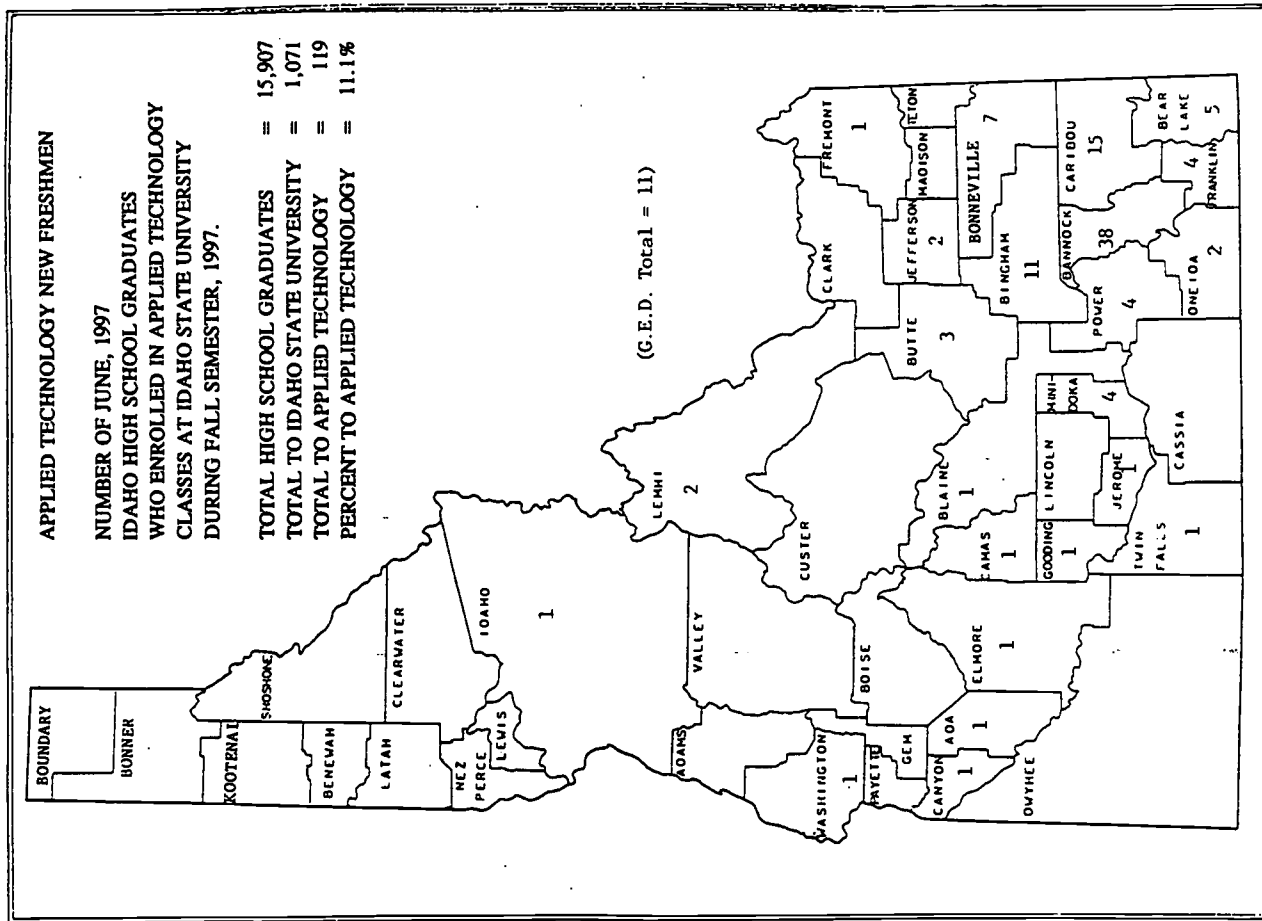 APPLIED TECHNOLOGY NEW FRESHMEN
NUMBER OF JUNE, 1997
IDAHO HIGH SCHOOL GRADUATES
WHO ENROLLED IN APPLIED TECHNOLOGY
CLASSES AT IDAHO STATE UNIVERSITY
DURING FALL SEMESTER, 1997.
TOTAL HIGH SCHOOL GRADUATES = 15,907
TOTAL TO IDAHO STATE UNIVERSITY = 1,071
TOTAL TO APPLIED TECHNOLOGY = 119
PERCENT TO APPLIED TECHNOLOGY = 11.1%
(G.E.D. Total = 11)
BOUNDARY
BONNER
KOOTENAI
SHOSHONE
BENEWAH
LATAH
CLEARWATER
NEZ
PERCE
LEWIS
IDAHO
1
LEMHI
2
ADAMS
VALLEY
WASHINGTON
1
PAYETTE
GEM
BOISE
CUSTER
CANYON
1
ADA
1
ELMORE
1
OWYHEE
CAMAS
1
BLAINE
1
GOODING
1
LINCOLN
JEROME
1
MINI-
DOKA
4
TWIN
FALLS
1
CASSIA
BUTTE
3
CLARK
FREMONT
1
JEFFERSON
2
MADISON
TETON
BONNEVILLE
7
BINGHAM
11
BANNOCK
38
CARIBOU
15
POWER
4
ONEIDA
2
FRANKLIN
4
BEAR
LAKE
5